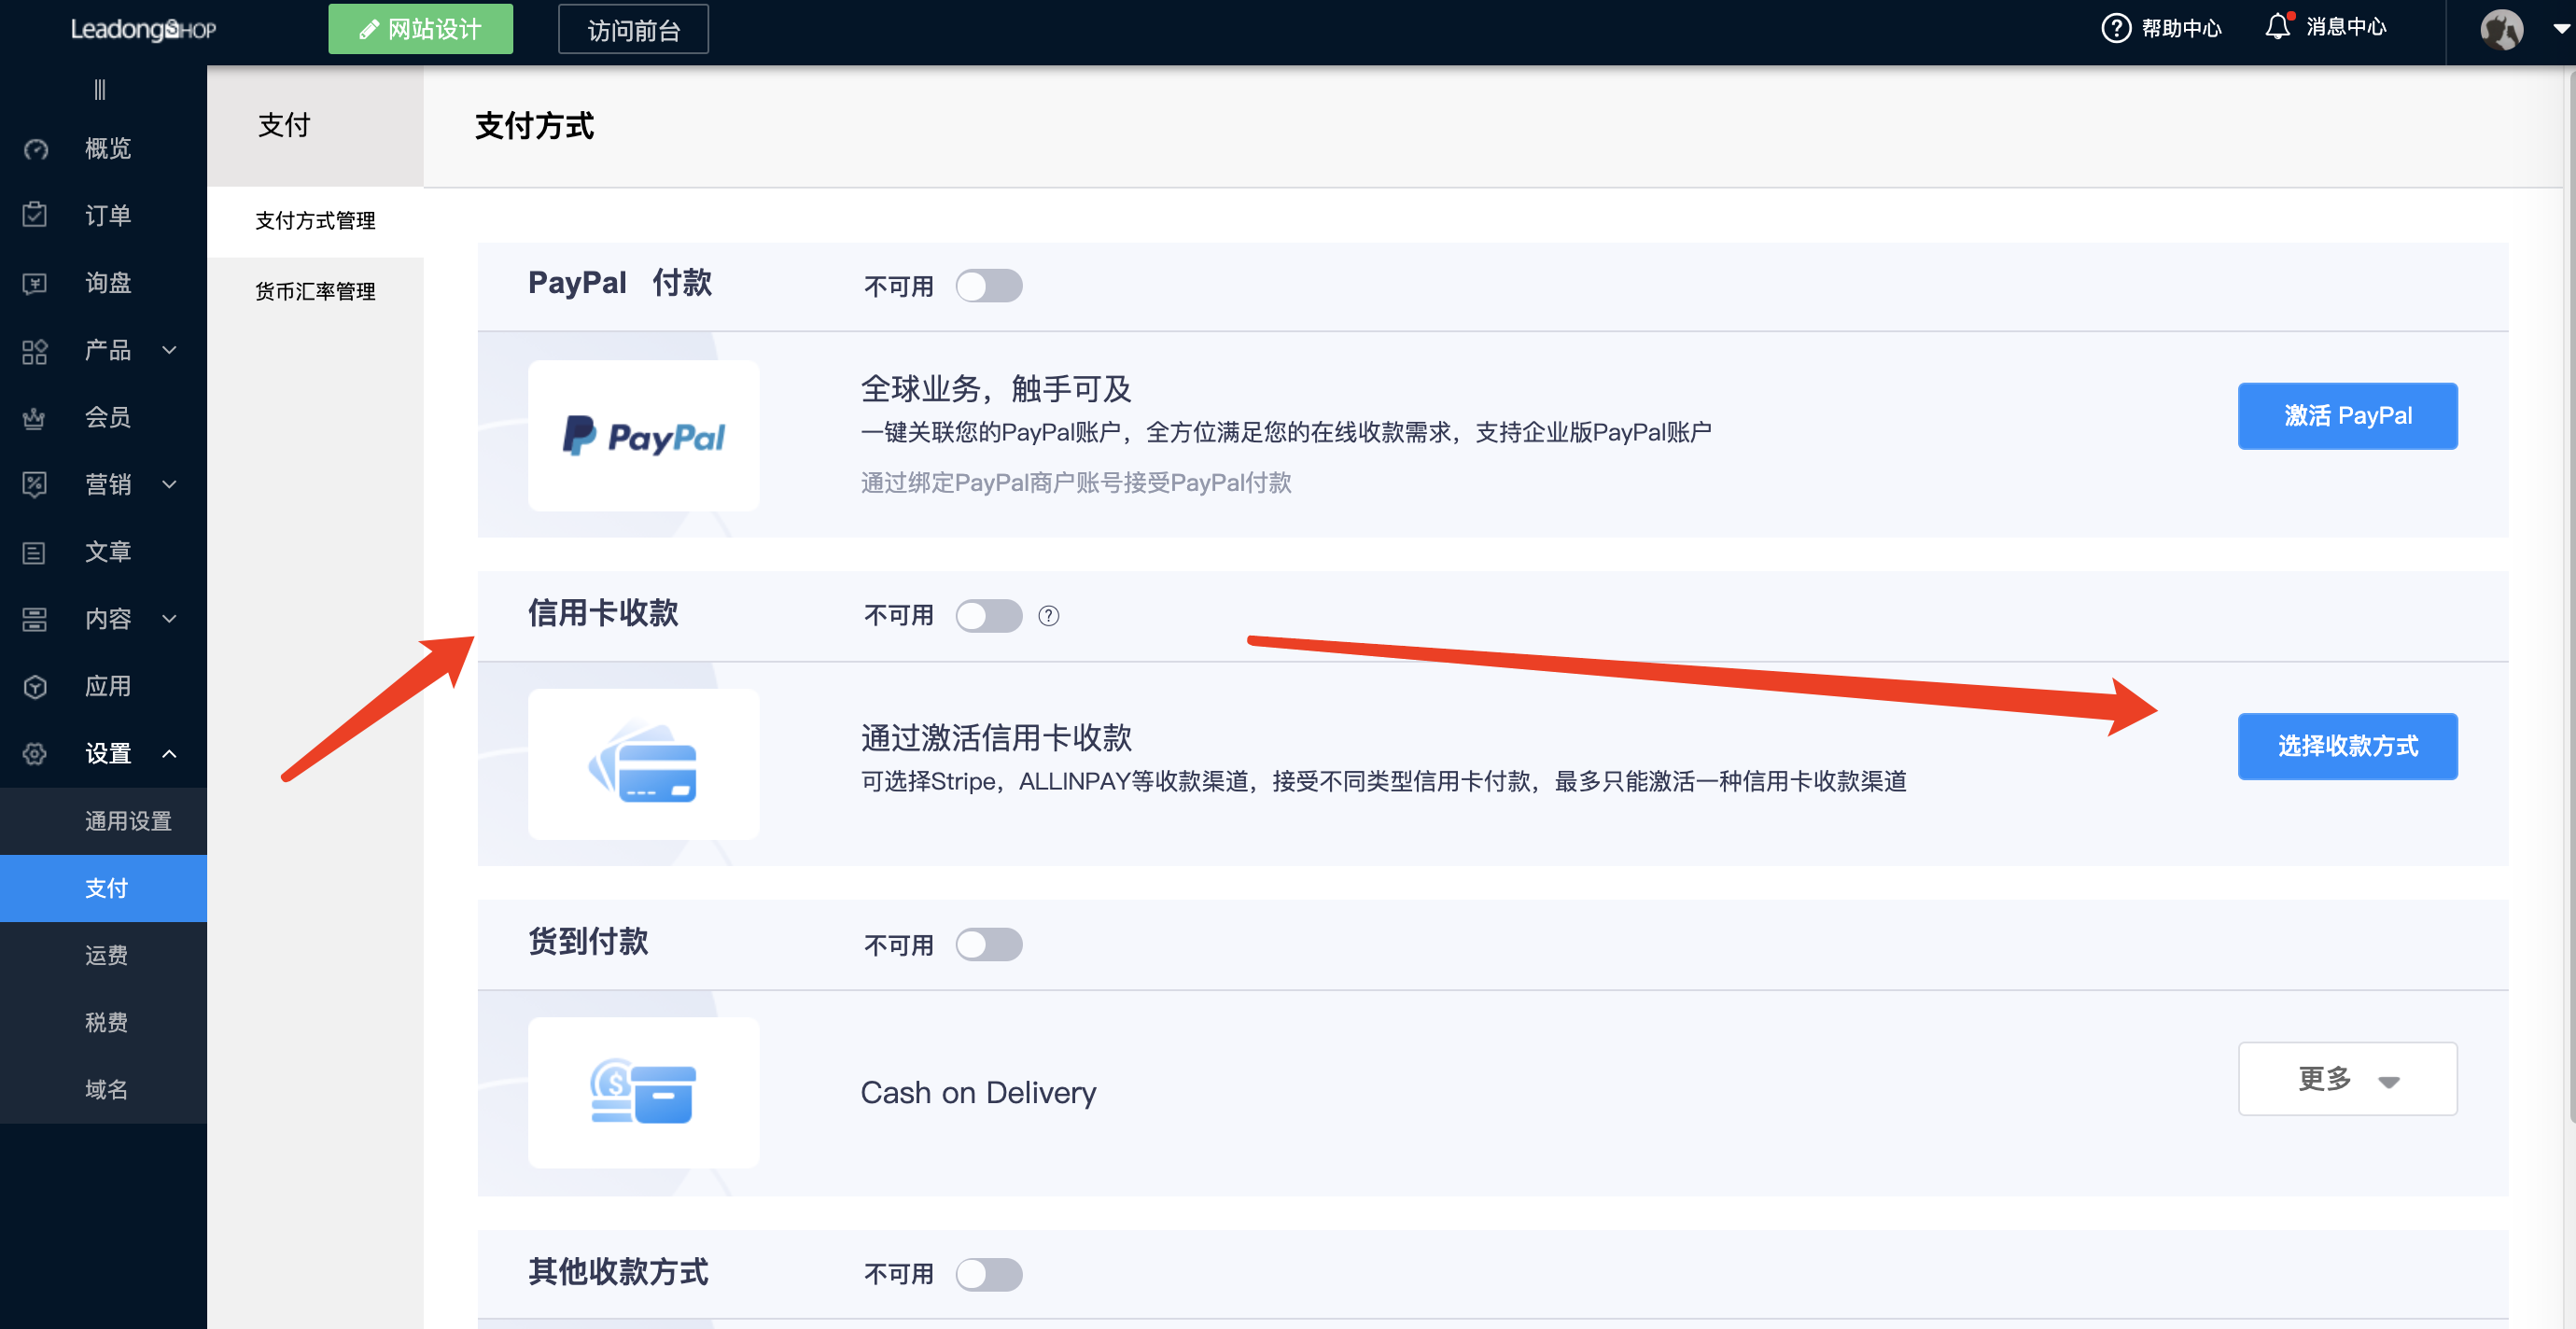 LeadongSHOP
网站设计
访问前台
帮助中心
消息中心
概览
订单
询盘
产品
会员
营销
文章
内容
应用
设置
通用设置
支付
运费
税费
域名
支付
支付方式管理
货币汇率管理
支付方式
PayPal 付款
不可用
PayPal
全球业务，触手可及
一键关联您的PayPal账户，全方位满足您的在线收款需求，支持企业版PayPal账户
通过绑定PayPal商户账号接受PayPal付款
激活 PayPal
信用卡收款
不可用
通过激活信用卡收款
可选择Stripe，ALLINPAY等收款渠道，接受不同类型信用卡付款，最多只能激活一种信用卡收款渠道
选择收款方式
货到付款
不可用
Cash on Delivery
更多
其他收款方式
不可用